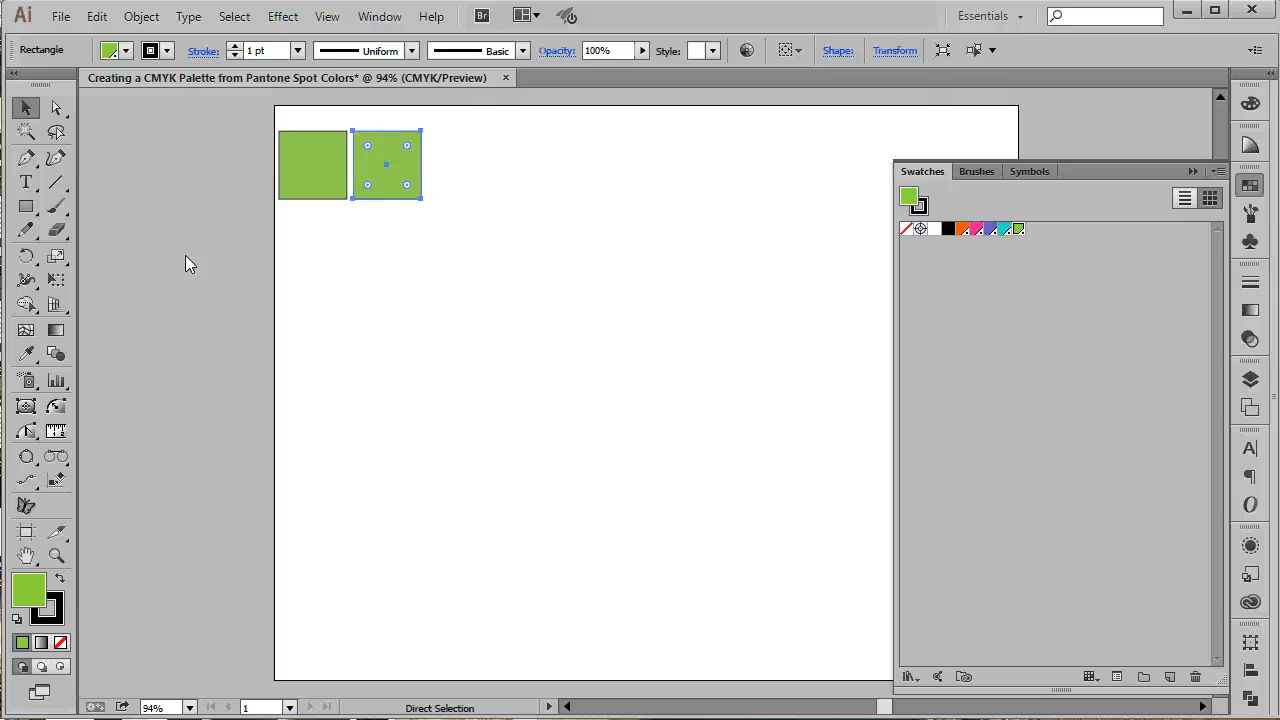 Ai File Edit Object Type Select Effect View Window Help Br Essentials
Rectangle Stroke: 1 pt Uniform Basic Opacity: 100% Style: Shape: Transform
Creating a CMYK Palette from Pantone Spot Colors* @ 94% (CMYK/Preview) ×
Swatches Brushes Symbols
T
A
94% 1 Direct Selection